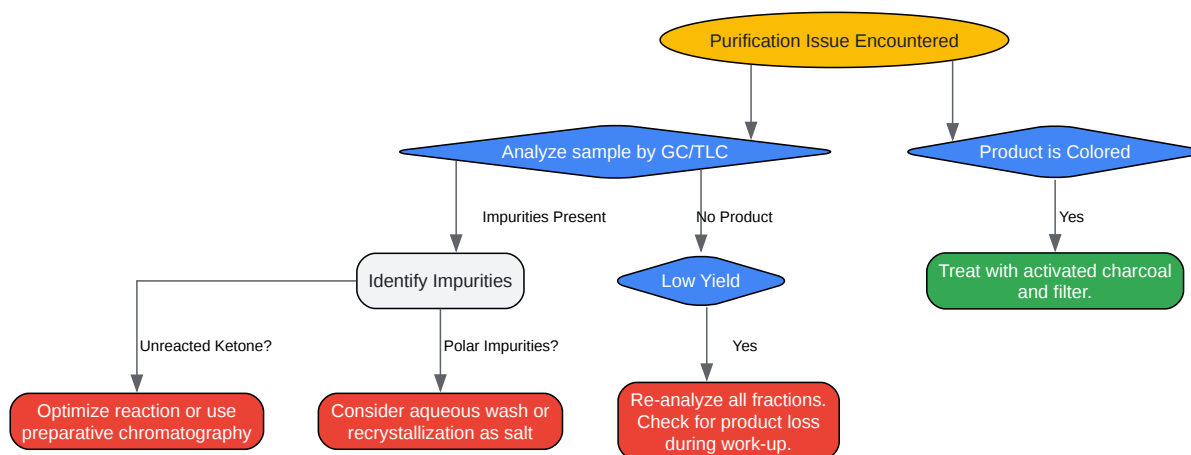 Purification Issue Encountered
Analyze sample by GC/TLC
Product is Colored
Impurities Present
No Product
Yes
Identify Impurities
Low Yield
Treat with activated charcoal
and filter.
Unreacted Ketone?
Polar Impurities?
Yes
Optimize reaction or use
preparative chromatography
Consider aqueous wash or
recrystallization as salt
Re-analyze all fractions.
Check for product loss
during work-up.